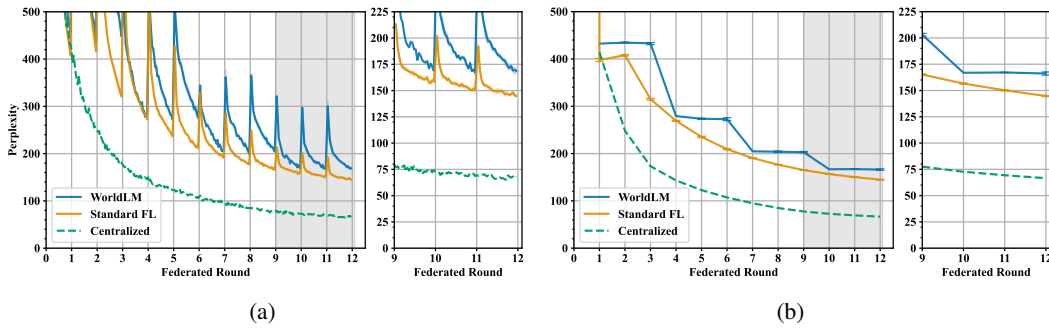 500
400
300
200
100
0
Perplexity
WorldLM
Standard FL
Centralized
1 2 3 4 5 6 7 8 9 10 11 12
Federated Round
225
200
175
150
125
100
75
50
25
0
9 10 11 12
Federated Round
(a)
500
400
300
200
100
0
WorldLM
Standard FL
Centralized
1 2 3 4 5 6 7 8 9 10 11 12
Federated Round
225
200
175
150
125
100
75
50
25
0
9 10 11 12
Federated Round
(b)